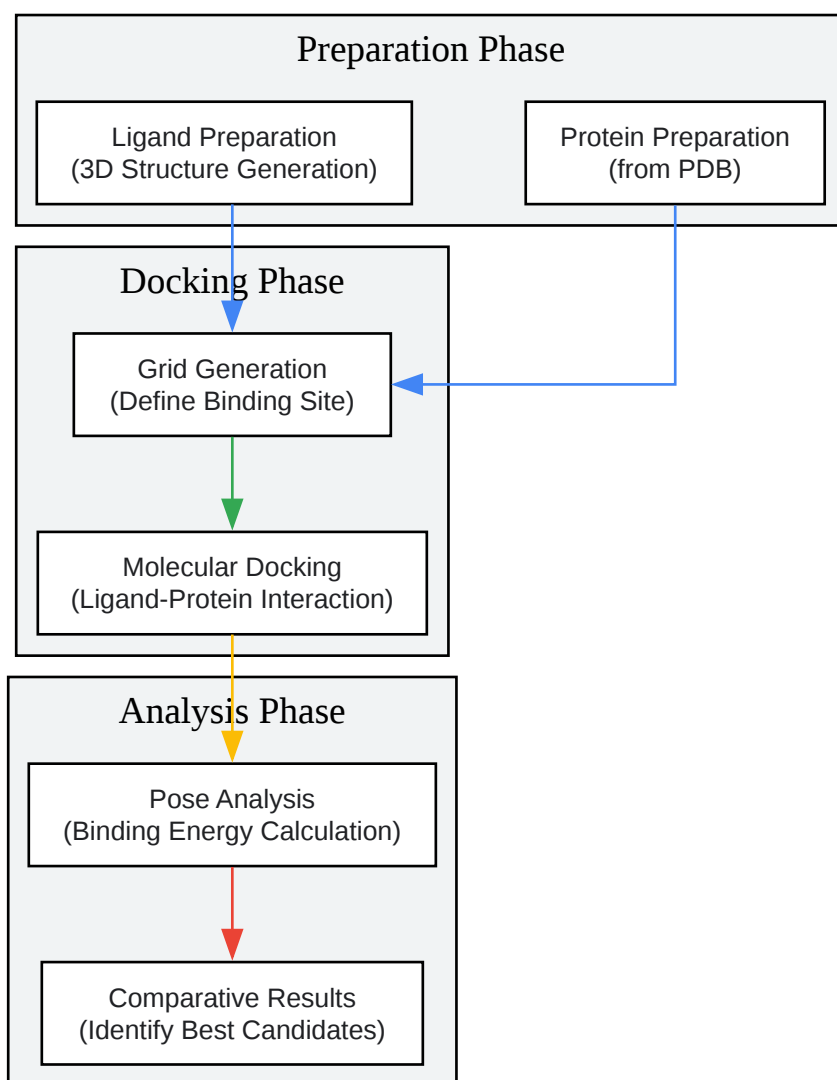 Preparation Phase
Ligand Preparation
(3D Structure Generation)
Protein Preparation
(from PDB)
Docking Phase
Grid Generation
(Define Binding Site)
Molecular Docking
(Ligand-Protein Interaction)
Analysis Phase
Pose Analysis
(Binding Energy Calculation)
Comparative Results
(Identify Best Candidates)